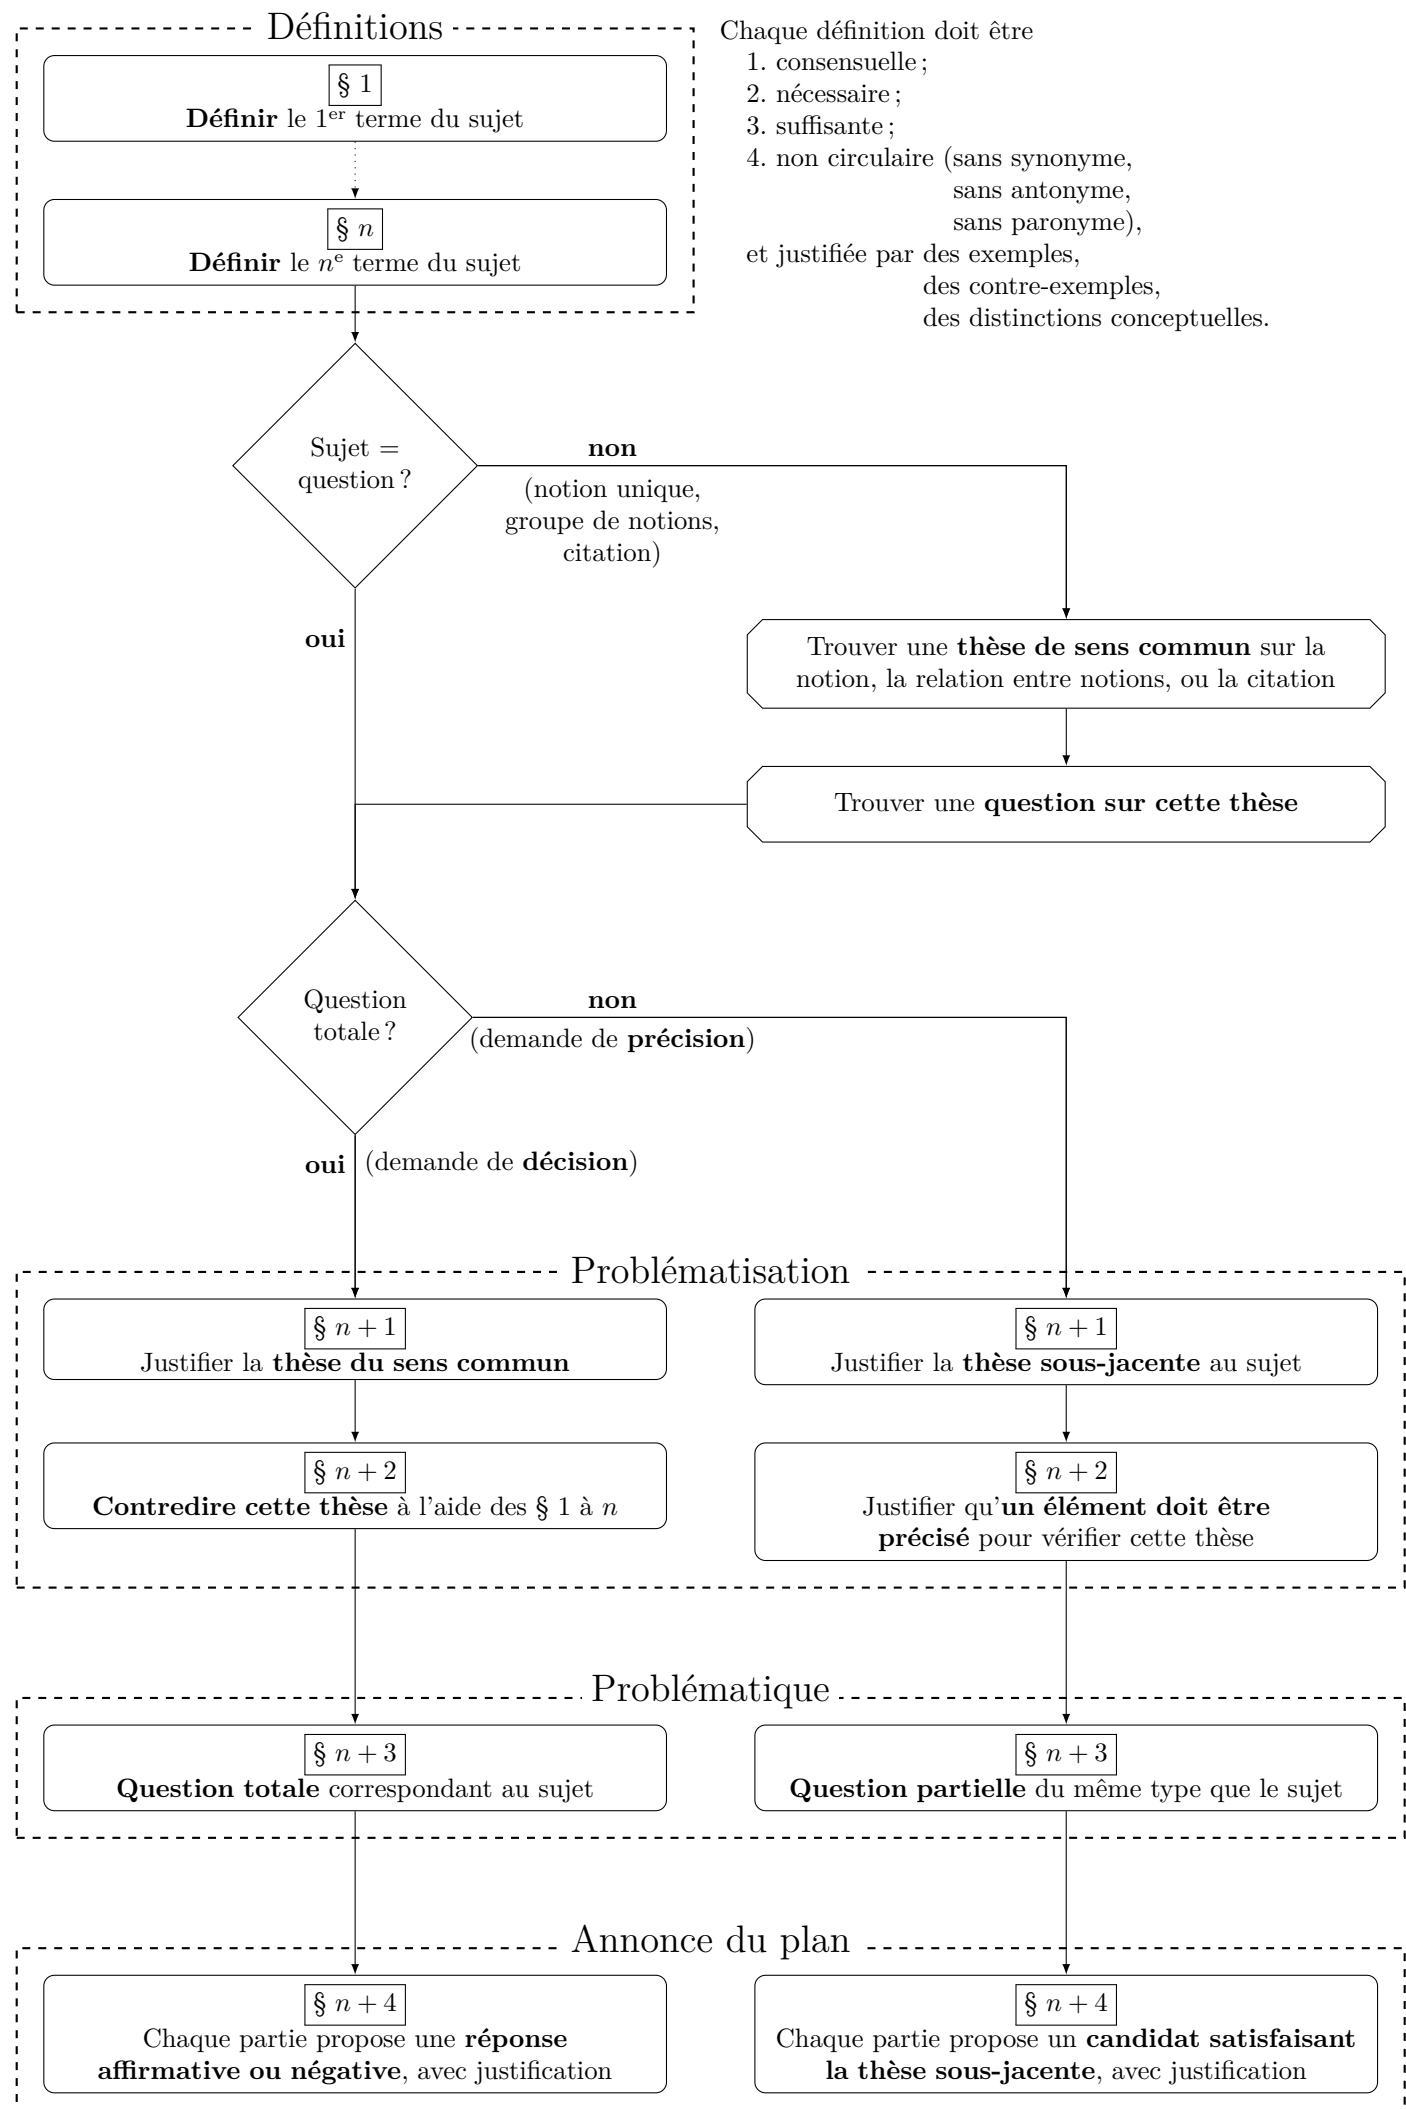 Définitions
§ 1
Définir le 1er terme du sujet
§ n
Définir le ne terme du sujet
Chaque définition doit être
1. consensuelle ;
2. nécessaire ;
3. suffisante ;
4. non circulaire (sans synonyme,
sans antonyme,
sans paronyme),
et justifiée par des exemples,
des contre-exemples,
des distinctions conceptuelles.
Sujet =
question ?
non
(notion unique,
groupe de notions,
citation)
oui
Trouver une thèse de sens commun sur la
notion, la relation entre notions, ou la citation
Trouver une question sur cette thèse
Question
totale ?
non
(demande de précision)
oui (demande de décision)
Problématisation
§ n + 1
Justifier la thèse du sens commun
§ n + 1
Justifier la thèse sous-jacente au sujet
§ n + 2
Contredire cette thèse à l'aide des § 1 à n
§ n + 2
Justifier qu'un élément doit être
précisé pour vérifier cette thèse
Problématique
§ n + 3
Question totale correspondant au sujet
§ n + 3
Question partielle du même type que le sujet
Annonce du plan
§ n + 4
Chaque partie propose une réponse
affirmative ou négative, avec justification
§ n + 4
Chaque partie propose un candidat satisfaisant
la thèse sous-jacente, avec justification